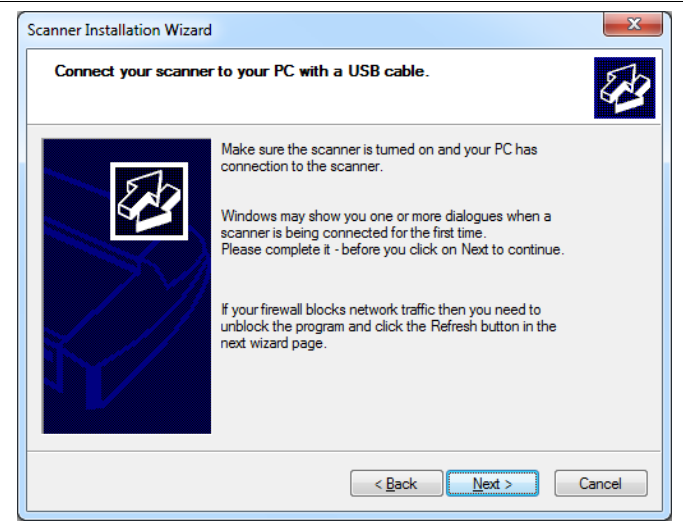 Scanner Installation Wizard
Connect your scanner to your PC with a USB cable.
Make sure the scanner is turned on and your PC has
connection to the scanner.
Windows may show you one or more dialogues when a
scanner is being connected for the first time.
Please complete it - before you click on Next to continue.
If your firewall blocks network traffic then you need to
unblock the program and click the Refresh button in the
next wizard page.
< Back Next > Cancel